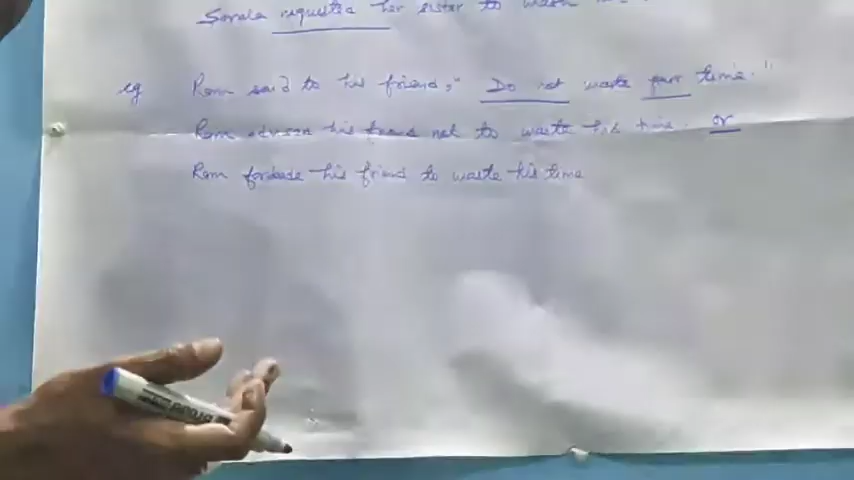 Sarala requested her sister to wash
eg Ram said to his friend, "Do not waste your time."
Ram advised his friend not to waste his time. or
Ram forbade his friend to waste his time